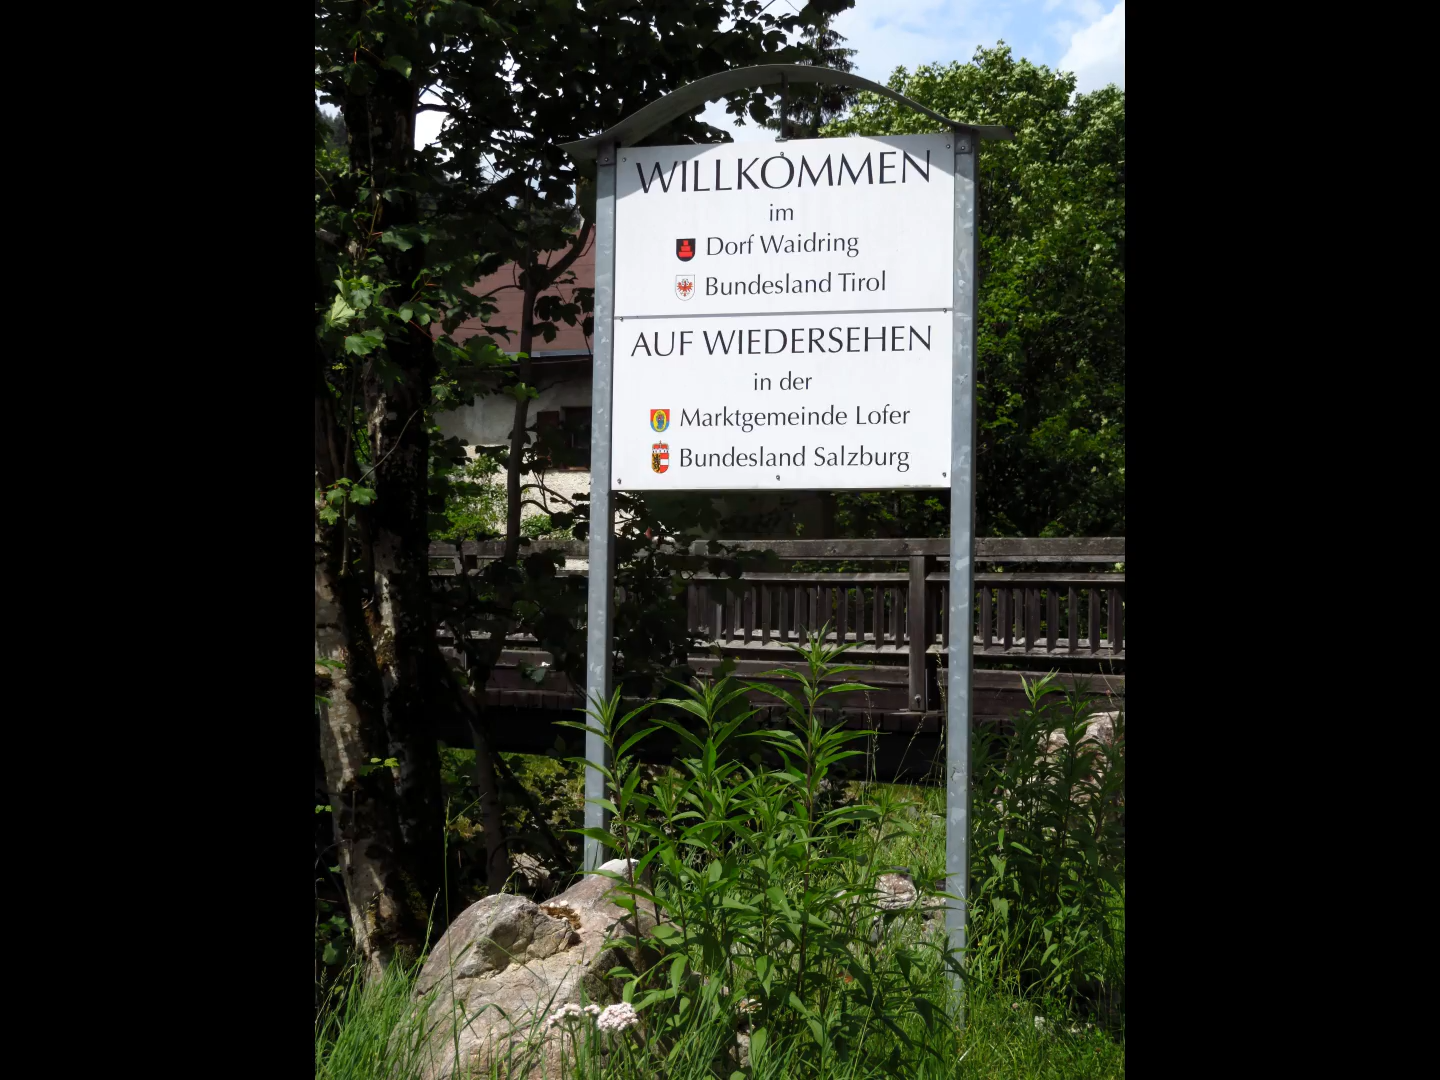 WILLKOMMEN
im
Dorf Waidring
Bundesland Tirol
AUF WIEDERSEHEN
in der
Marktgemeinde Lofer
Bundesland Salzburg